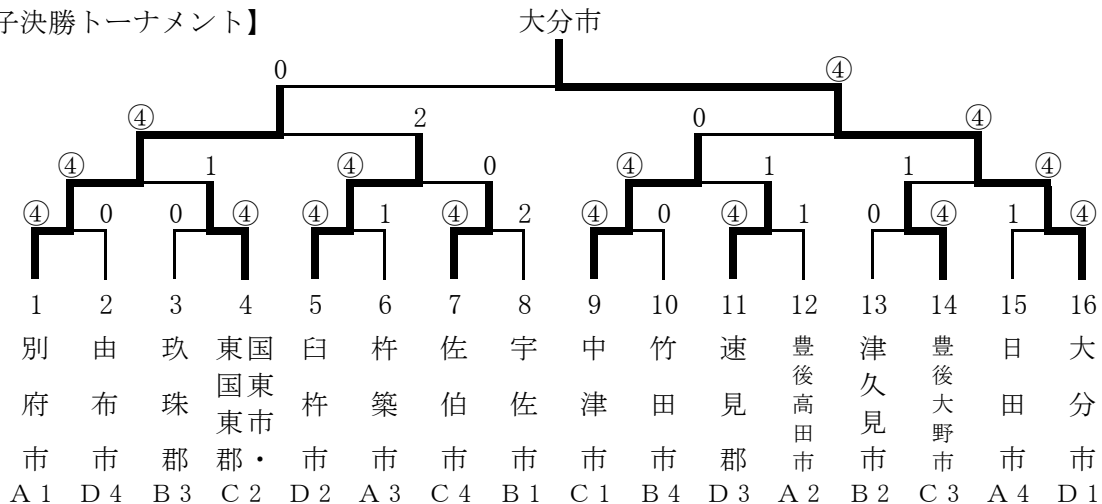 子決勝トーナメント】
大分市
0 ④
④ 2 0 ④
④ 1 ④ 0 ④ 1 1 ④
④ 0 0 ④ ④ 1 ④ 2 ④ 0 ④ 1 0 ④ 1 ④
1 2 3 4 5 6 7 8 9 10 11 12 13 14 15 16
別府市
由布市
玖珠郡
国東市・
東国東郡
臼杵市
杵築市
佐伯市
宇佐市
中津市
竹田市
速見郡
豊後高田市
津久見市
豊後大野市
日田市
大分市
A1 D4 B3 C2 D2 A3 C4 B1 C1 B4 D3 A2 B2 C3 A4 D1